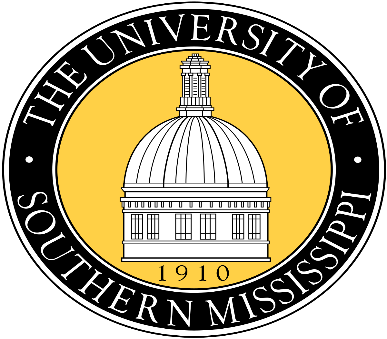 THE UNIVERSITY OF
SOUTHERN MISSISSIPPI
1910